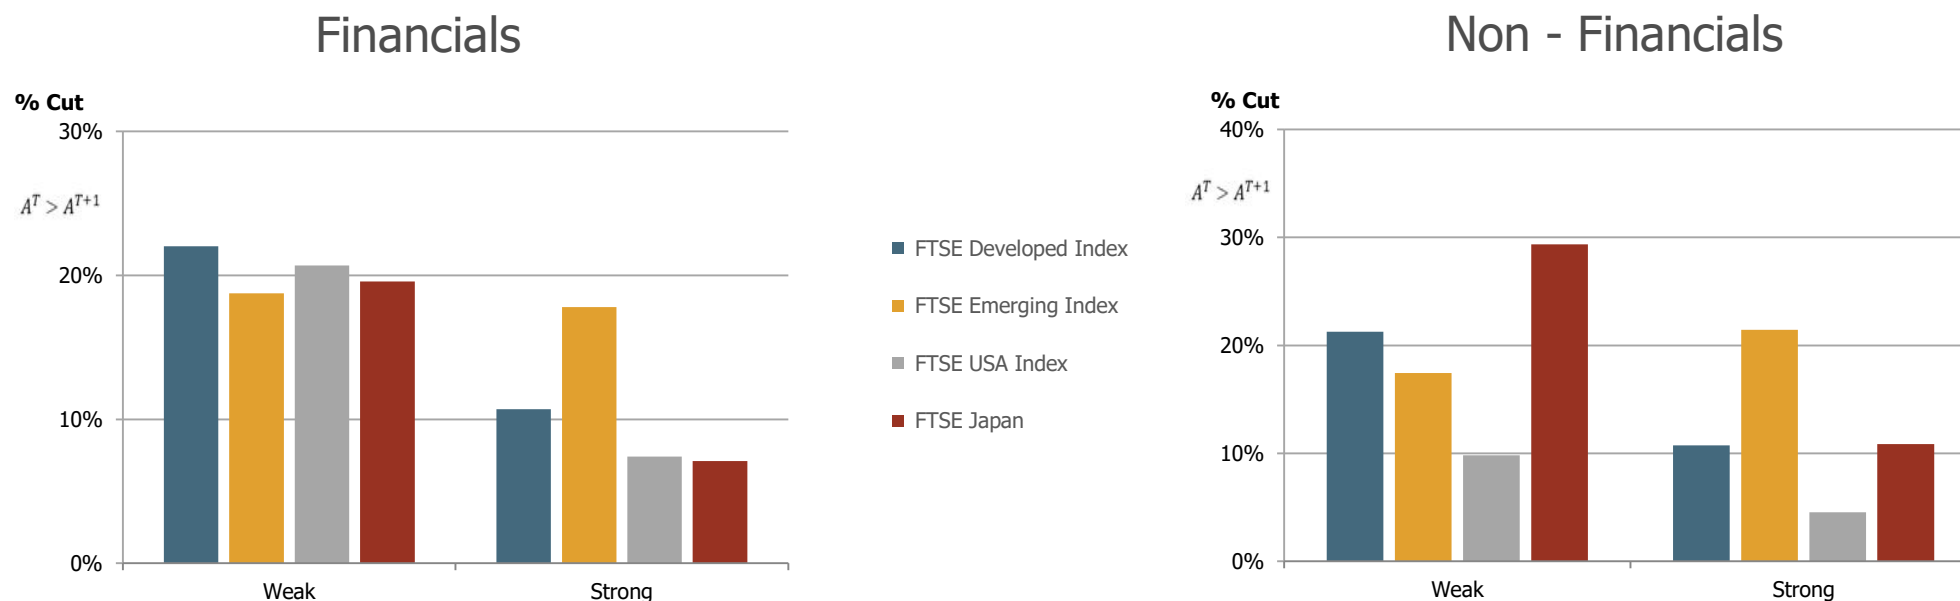 Financials
% Cut
30%
A^T > A^{T+1}
20%
10%
0%
Weak Strong
FTSE Developed Index
FTSE Emerging Index
FTSE USA Index
FTSE Japan
Non - Financials
% Cut
40%
A^T > A^{T+1}
30%
20%
10%
0%
Weak Strong